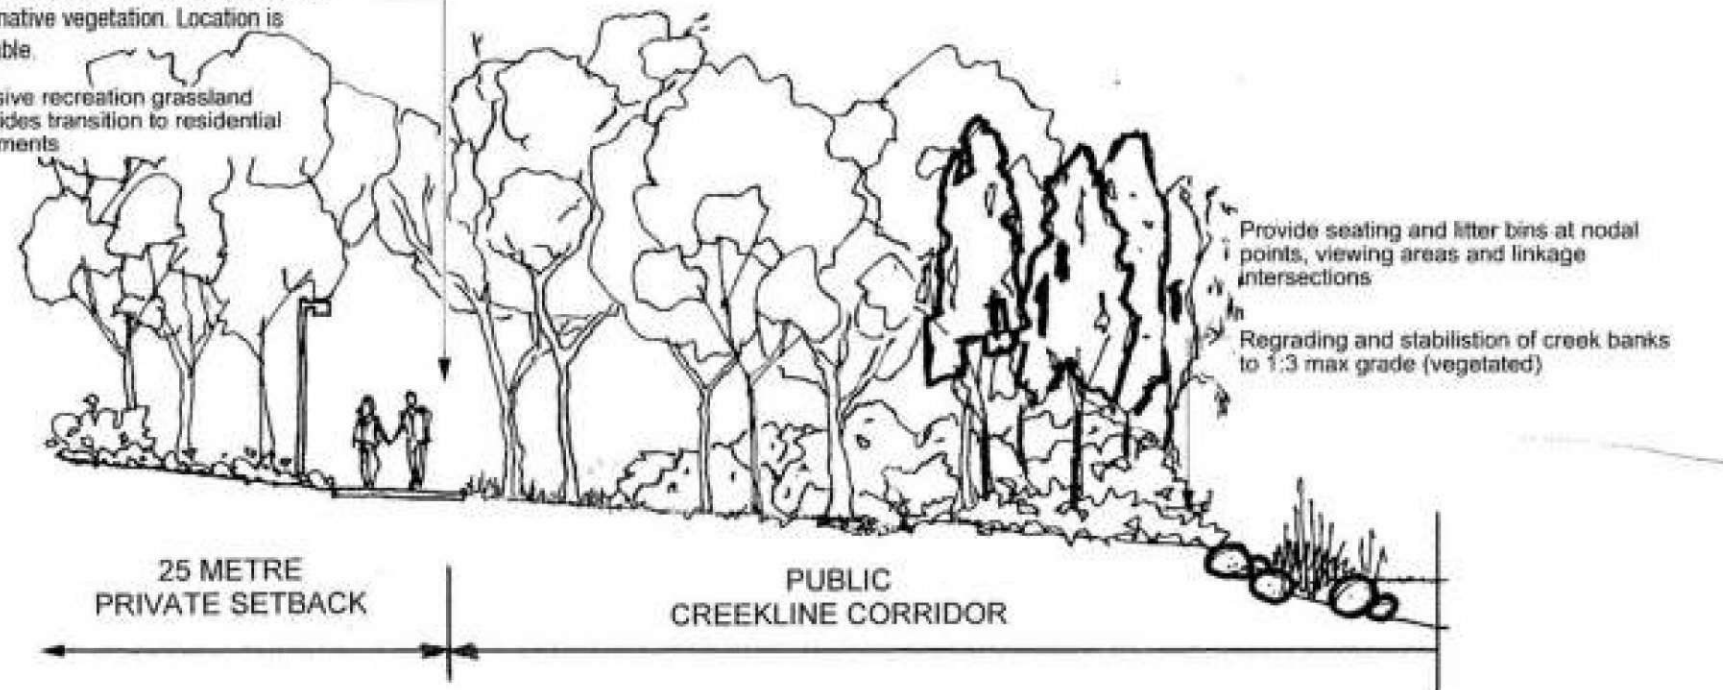 native vegetation. Location is
sive recreation grassland
ides transition to residential
ments
Provide seating and litter bins at nodal
points, viewing areas and linkage
intersections
Regrading and stabilistion of creek banks
to 1:3 max grade (vegetated)
25 METRE
PRIVATE SETBACK
PUBLIC
CREEKLINE CORRIDOR